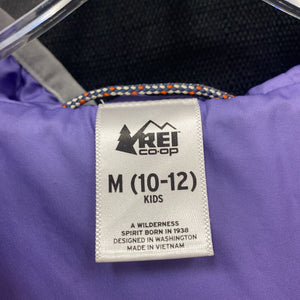 REI
CO·OP
M (10-12)
KIDS
A WILDERNESS
SPIRIT BORN IN 1938
DESIGNED IN WASHINGTON
MADE IN VIETNAM